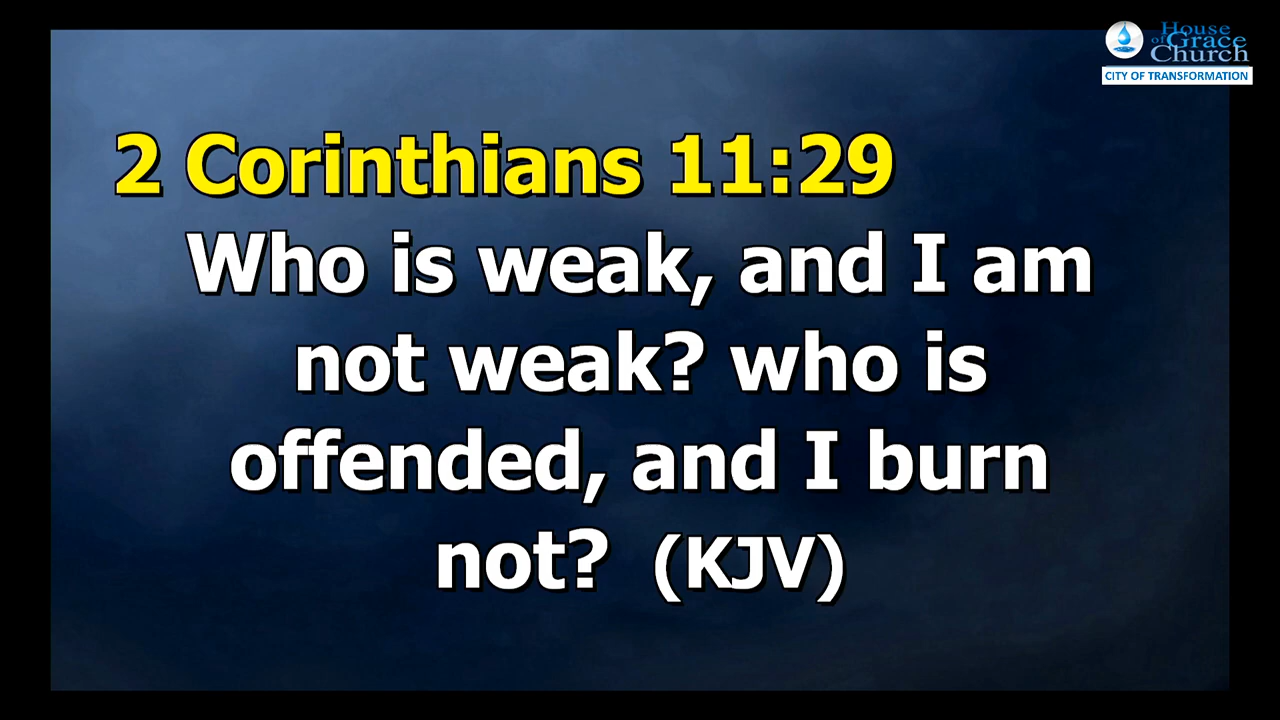 House
of Grace
Church
CITY OF TRANSFORMATION
2 Corinthians 11:29
Who is weak, and I am
not weak? who is
offended, and I burn
not? (KJV)